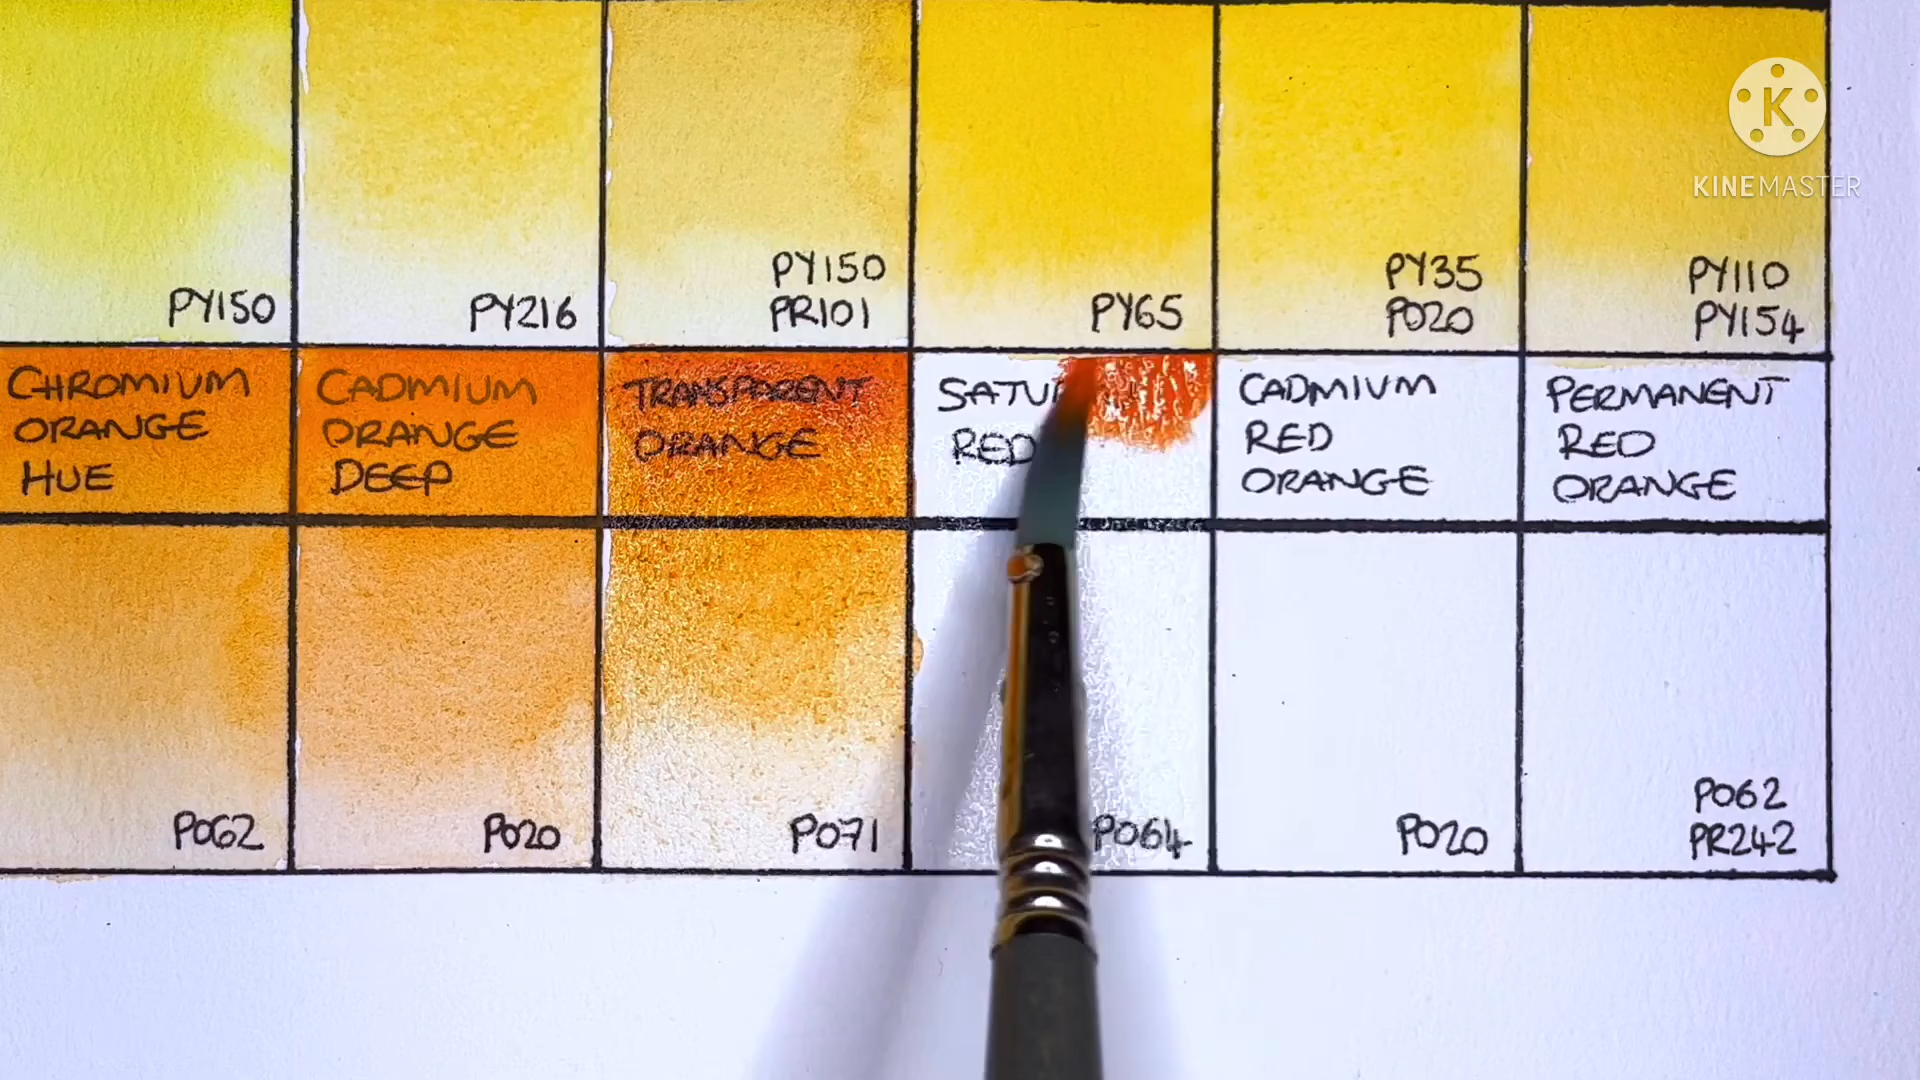 KINEMASTER
PY150
PY216
PY150
PR101
PY65
PY35
PO20
PY110
PY154
CHROMIUM
ORANGE
HUE
CADMIUM
ORANGE
DEEP
TRANSPARENT
ORANGE
SATU
RED
CADMIUM
RED
ORANGE
PERMANENT
RED
ORANGE
PO62
PO20
PO71
PO64
PO20
PO62
PR242